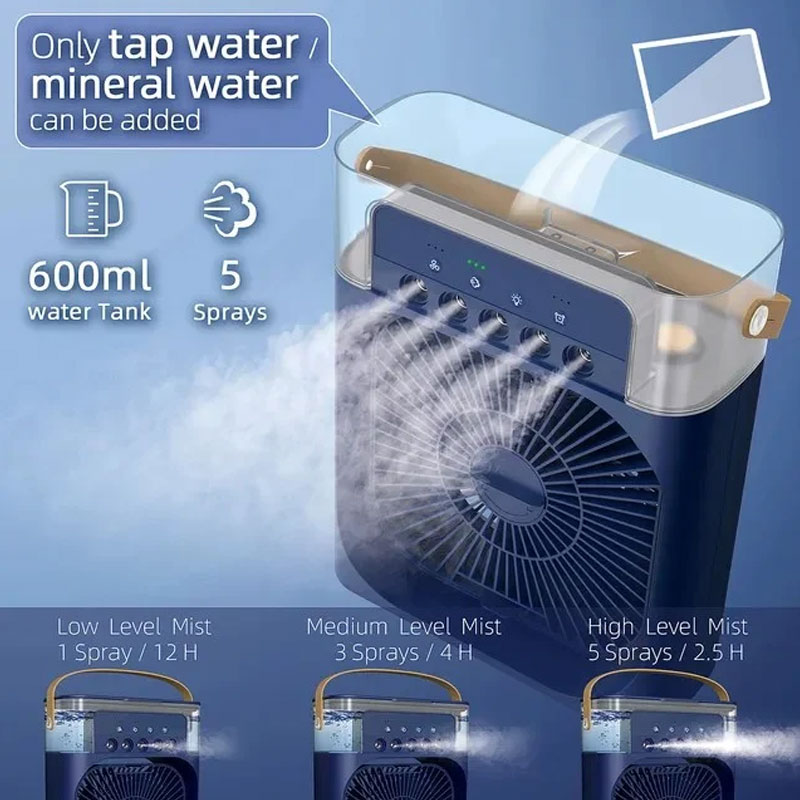 Only tap water /
mineral water
can be added
600ml
water Tank
5
Sprays
Low Level Mist
1 Spray / 12 H
Medium Level Mist
3 Sprays / 4 H
High Level Mist
5 Sprays / 2.5 H